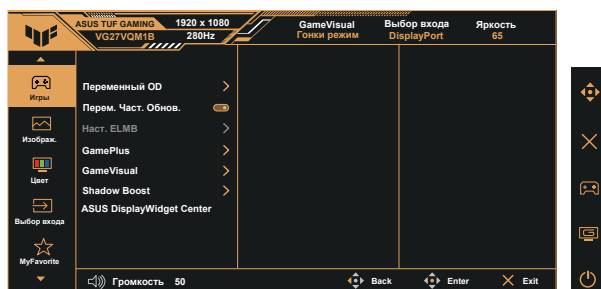 ASUS TUF GAMING 1920 x 1080 GameVisual Выбор входа Яркость
VG27VQM1B 280Hz Гонки режим DisplayPort 65
Игры
Изображ.
Цвет
Выбор входа
MyFavorite
Переменный OD
Перем. Част. Обнов.
Наст. ELMB
GamePlus
GameVisual
Shadow Boost
ASUS DisplayWidget Center
Громкость 50 Back Enter Exit